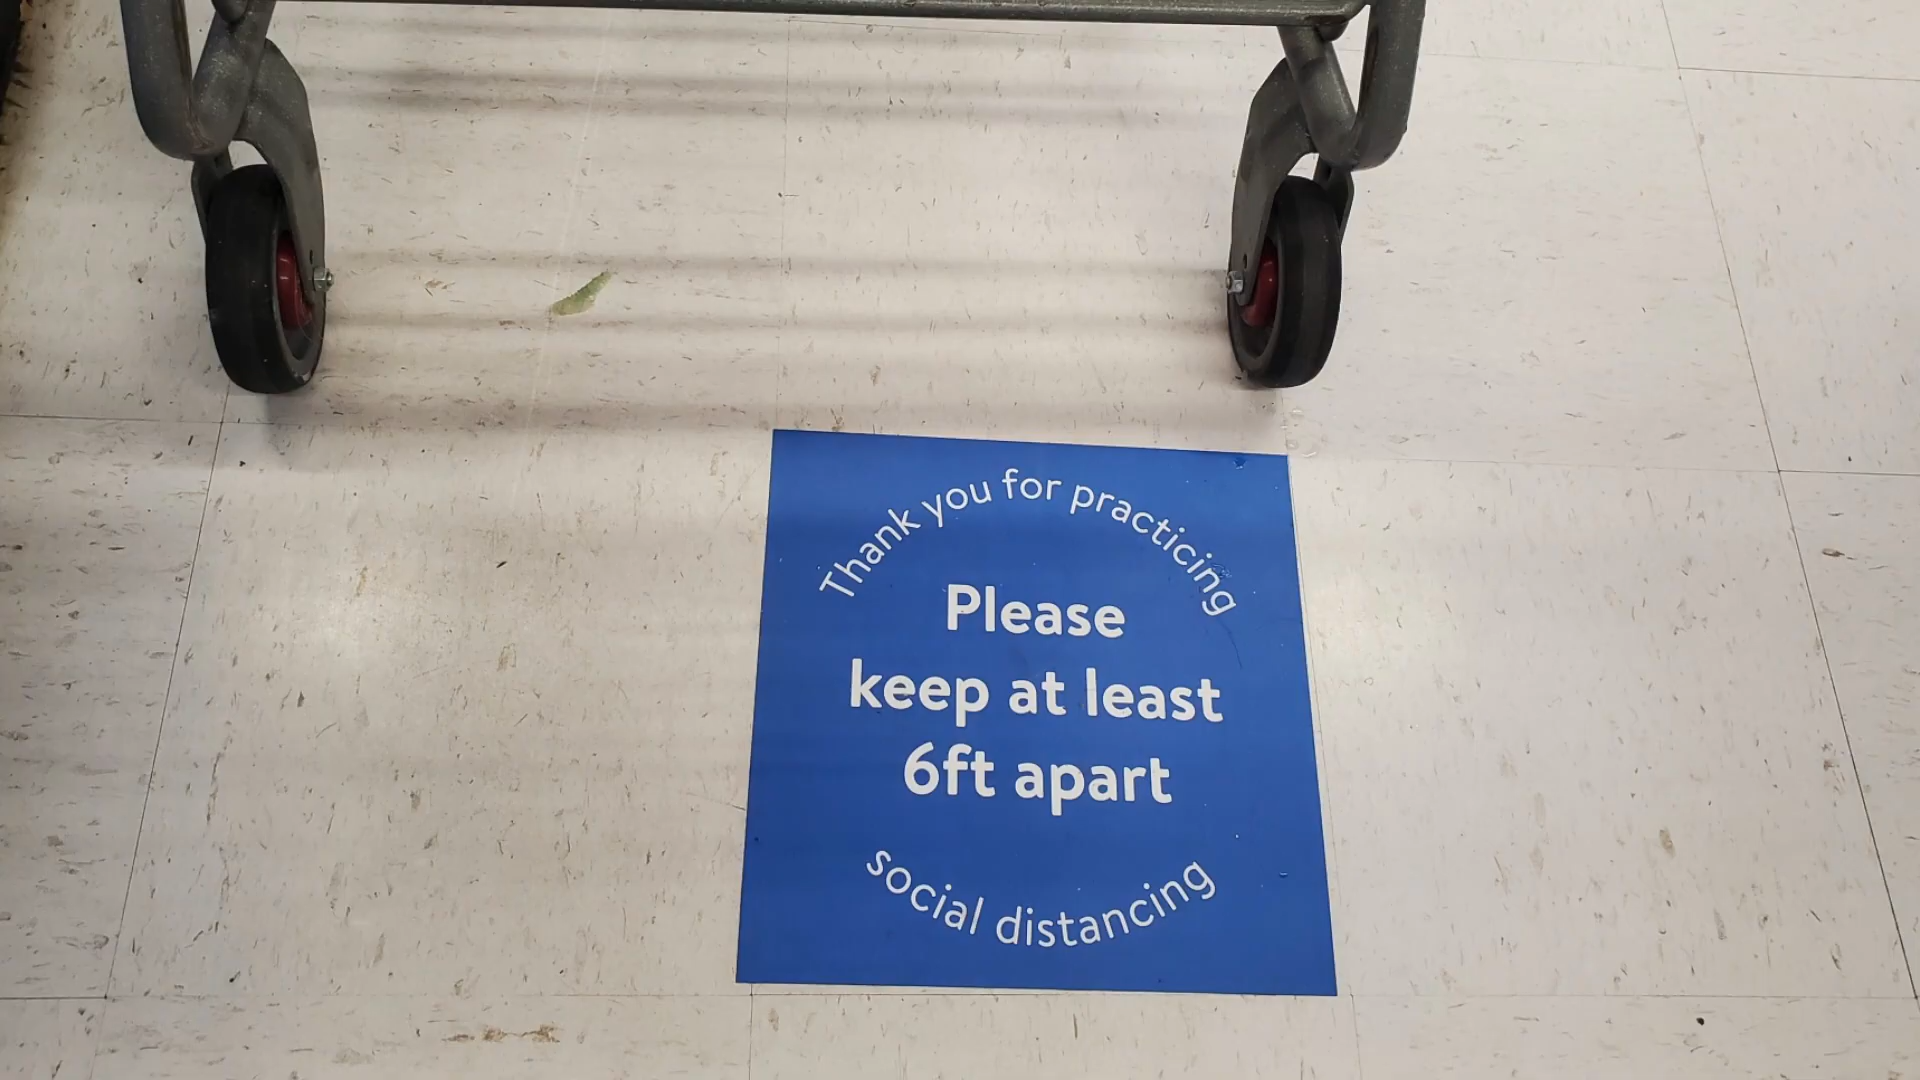 Thank you for practicing
Please
keep at least
6ft apart
social distancing